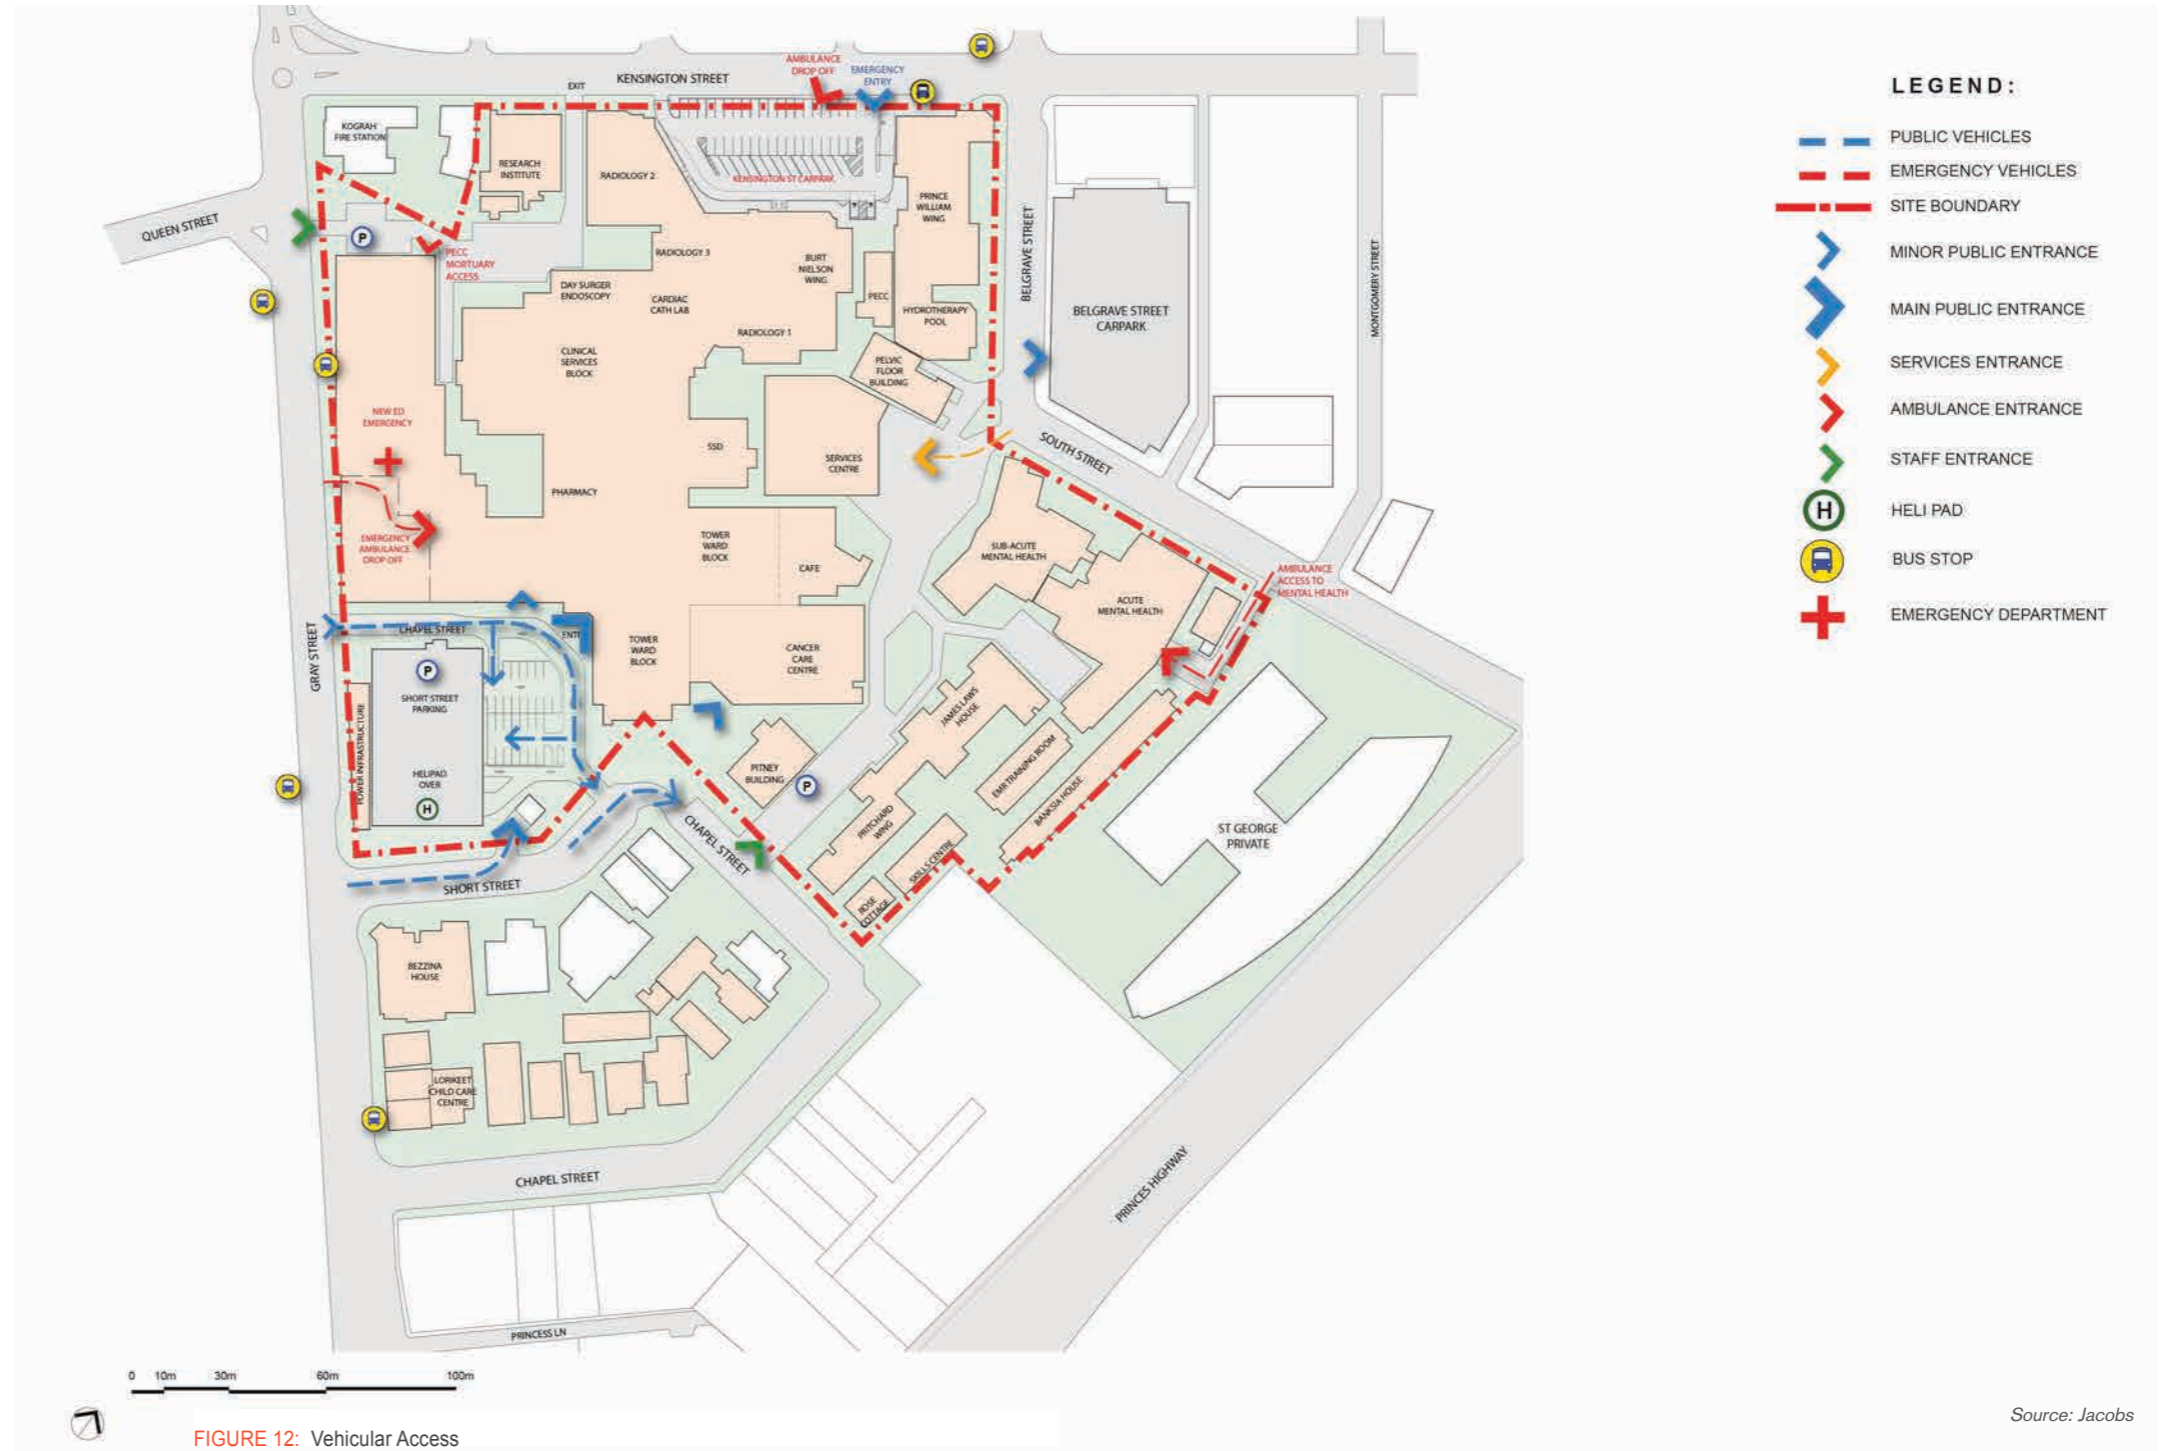 AMBULANCE
DROP OFF
EMERGENCY
ENTRY
KENSINGTON STREET
EXIT
KOGRAH
FIRE STATION
RESEARCH
INSTITUTE
RADIOLOGY 2
KENSINGTON ST CARPARK
PRINCE
WILLIAM
WING
QUEEN STREET
P
PECC
MORTUARY
ACCESS
RADIOLOGY 3
BURT
NIELSON
WING
BELGRAVE STREET
MONTGOMERY STREET
DAY SURGER
ENDOSCOPY
CARDIAC
CATH LAB
PECC
HYDROTHERAPY
POOL
BELGRAVE STREET
CARPARK
RADIOLOGY 1
CLINICAL
SERVICES
BLOCK
PELVIC
FLOOR
BUILDING
NEW ED
EMERGENCY
SSD
SERVICES
CENTRE
SOUTH STREET
PHARMACY
EMERGENCY
AMBULANCE
DROP OFF
TOWER
WARD
BLOCK
CAFE
SUB-ACUTE
MENTAL HEALTH
AMBULANCE
ACCESS TO
MENTAL HEALTH
ACUTE
MENTAL HEALTH
GRAY STREET
CHAPEL STREET
TOWER
WARD
BLOCK
CANCER
CARE
CENTRE
P
SHORT STREET
PARKING
POWER INFRASTRUCTURE
HELIPAD
OVER
H
JAMES LAWS
HOUSE
PITNEY
BUILDING
P
EMR TRAINING ROOM
BANKSIA HOUSE
PRITCHARD
WING
SKILLS CENTRE
ROSE
COTTAGE
ST GEORGE
PRIVATE
CHAPEL STREET
SHORT STREET
BEZZINA
HOUSE
LORIKEET
CHILD CARE
CENTRE
CHAPEL STREET
PRINCES HIGHWAY
PRINCESS LN
LEGEND:
PUBLIC VEHICLES
EMERGENCY VEHICLES
SITE BOUNDARY
MINOR PUBLIC ENTRANCE
MAIN PUBLIC ENTRANCE
SERVICES ENTRANCE
AMBULANCE ENTRANCE
STAFF ENTRANCE
H HELI PAD
BUS STOP
EMERGENCY DEPARTMENT
0 10m 30m 60m 100m
FIGURE 12: Vehicular Access
Source: Jacobs